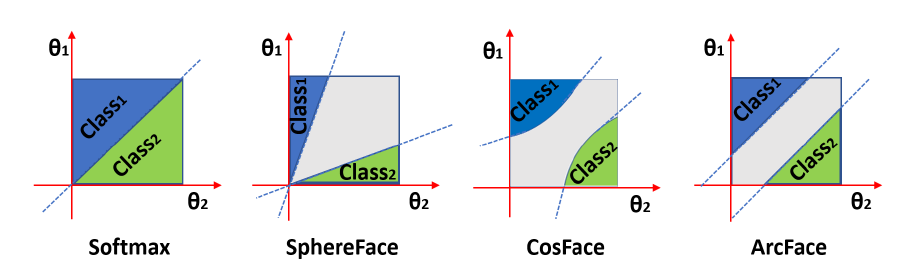 θ1
Class1
Class2
θ2
Softmax
θ1
Class1
Class2
θ2
SphereFace
θ1
Class1
Class2
θ2
CosFace
θ1
Class1
Class2
θ2
ArcFace